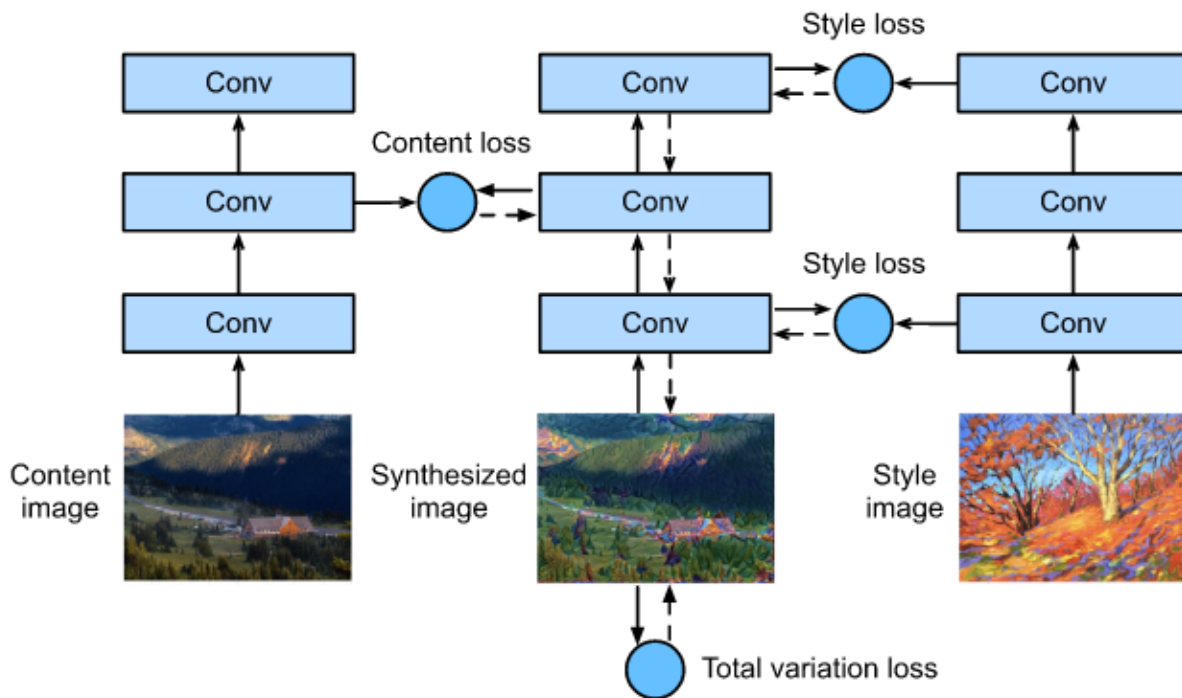 Style loss
Conv
Conv
Conv
Content loss
Conv
Conv
Conv
Style loss
Conv
Conv
Conv
Content
image
Synthesized
image
Style
image
Total variation loss